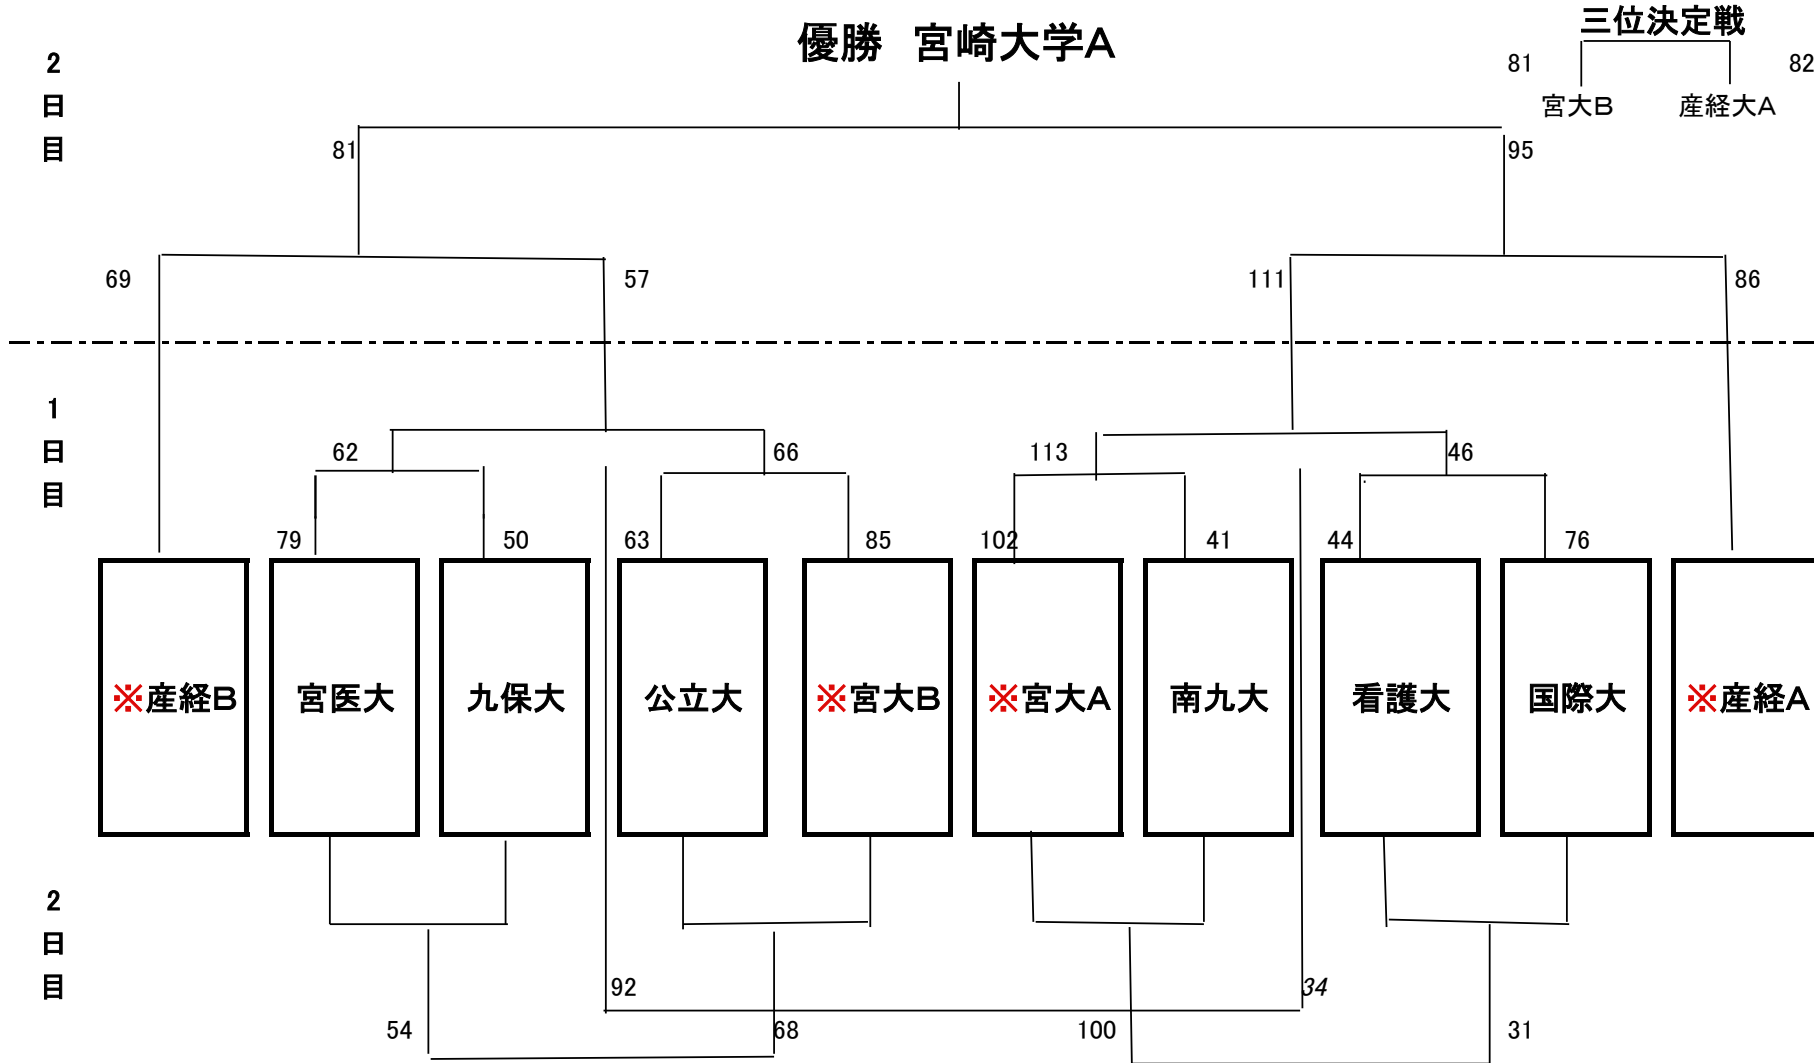 優勝　宮崎大学A
三位決定戦
81 82
宮大B 産経大A
2日目
81 95
69 57 111 86
1日目
62 66 113 46
79 50 63 85 102 41 44 76
※産経B 宮医大 九保大 公立大 ※宮大B ※宮大A 南九大 看護大 国際大 ※産経A
2日目
92 34
54 68 100 31